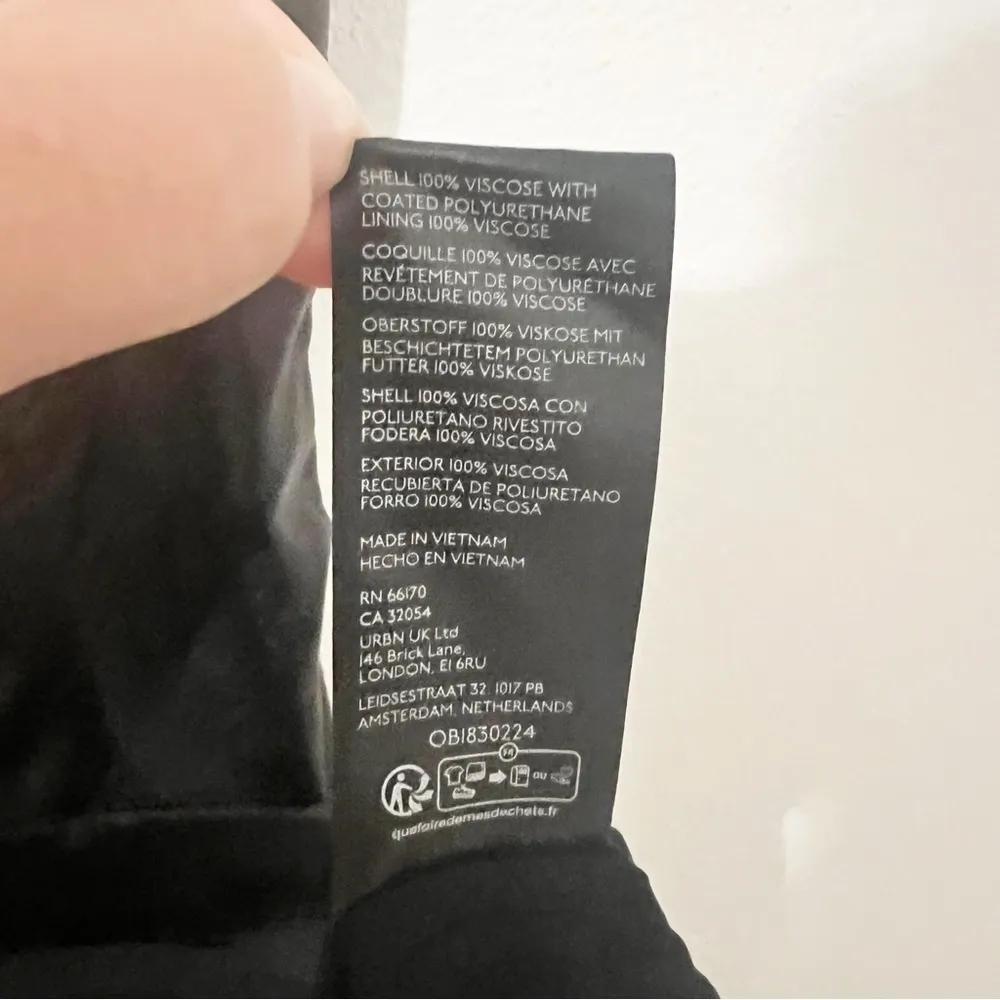 SHELL 100% VISCOSE WITH
COATED POLYURETHANE
LINING 100% VISCOSE
COQUILLE 100% VISCOSE AVEC
REVÊTEMENT DE POLYURÉTHANE
DOUBLURE 100% VISCOSE
OBERSTOFF 100% VISKOSE MIT
BESCHICHTETEM POLYURETHAN
FUTTER 100% VISKOSE
SHELL 100% VISCOSA CON
POLIURETANO RIVESTITO
FODERA 100% VISCOSA
EXTERIOR 100% VISCOSA
RECUBIERTA DE POLIURETANO
FORRO 100% VISCOSA
MADE IN VIETNAM
HECHO EN VIETNAM
RN 66170
CA 32054
URBN UK Ltd
146 Brick Lane,
LONDON, E1 6RU
LEIDSESTRAAT 32, 1017 PB
AMSTERDAM, NETHERLANDS
OB1830224
FR
OU
quefairedemesdechets.fr